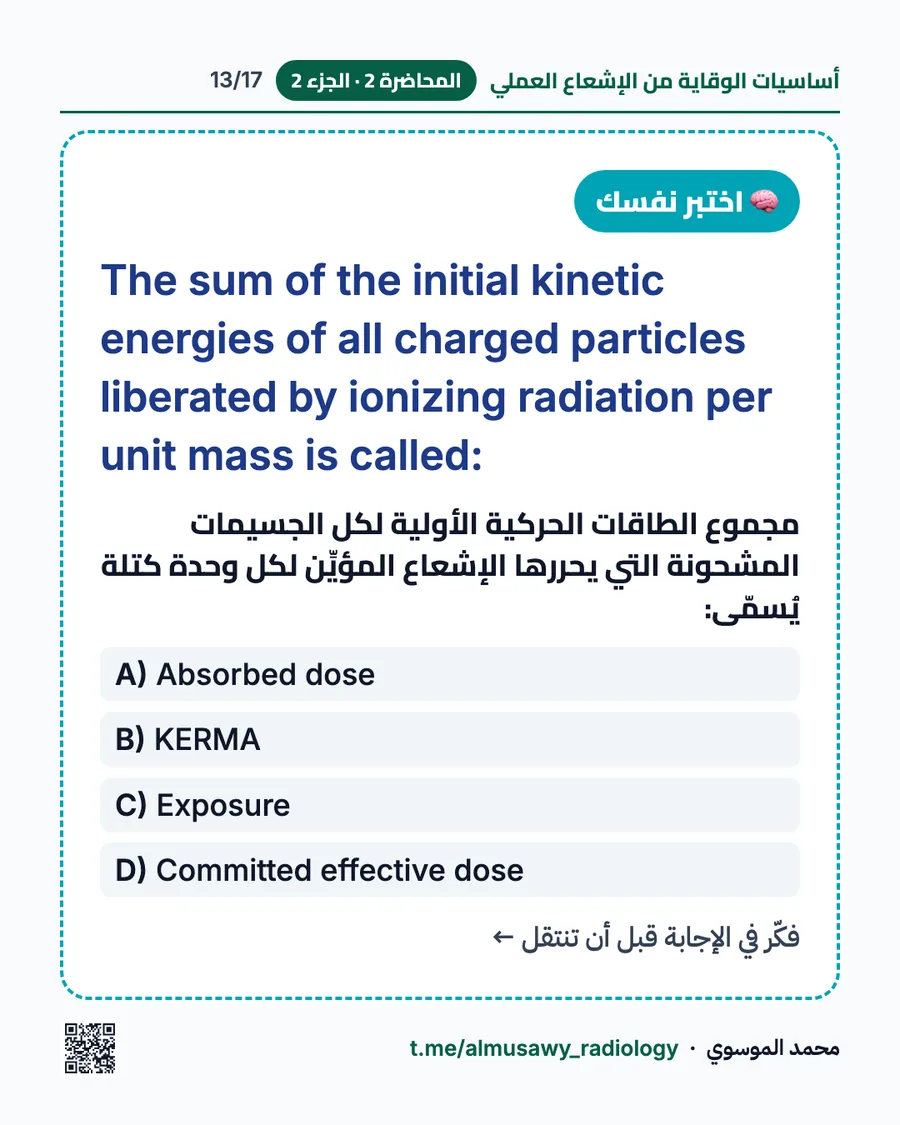 أساسيات الوقاية من الإشعاع العملي
المحاضرة 2 · الجزء 2
13/17
🧠 اختبر نفسك
The sum of the initial kinetic
energies of all charged particles
liberated by ionizing radiation per
unit mass is called:
مجموع الطاقات الحركية الأولية لكل الجسيمات
المشحونة التي يحررها الإشعاع المؤيِّن لكل وحدة كتلة
يُسمّى:
A) Absorbed dose
B) KERMA
C) Exposure
D) Committed effective dose
فكّر في الإجابة قبل أن تنتقل ←
محمد الموسوي · t.me/almusawy_radiology